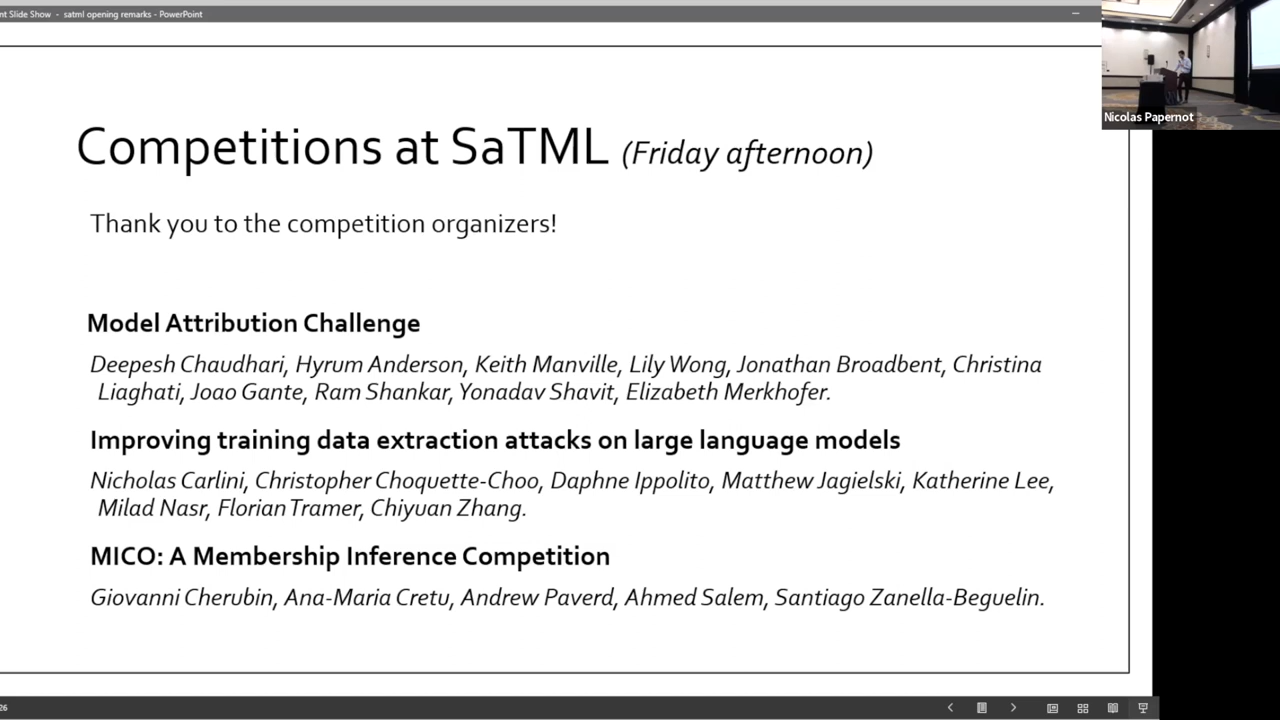 nt Slide Show - satml opening remarks - PowerPoint
Nicolas Papernot
Competitions at SaTML (Friday afternoon)
Thank you to the competition organizers!
Model Attribution Challenge
Deepesh Chaudhari, Hyrum Anderson, Keith Manville, Lily Wong, Jonathan Broadbent, Christina
Liaghati, Joao Gante, Ram Shankar, Yonadav Shavit, Elizabeth Merkhofer.
Improving training data extraction attacks on large language models
Nicholas Carlini, Christopher Choquette-Choo, Daphne Ippolito, Matthew Jagielski, Katherine Lee,
Milad Nasr, Florian Tramer, Chiyuan Zhang.
MICO: A Membership Inference Competition
Giovanni Cherubin, Ana-Maria Cretu, Andrew Paverd, Ahmed Salem, Santiago Zanella-Beguelin.
26